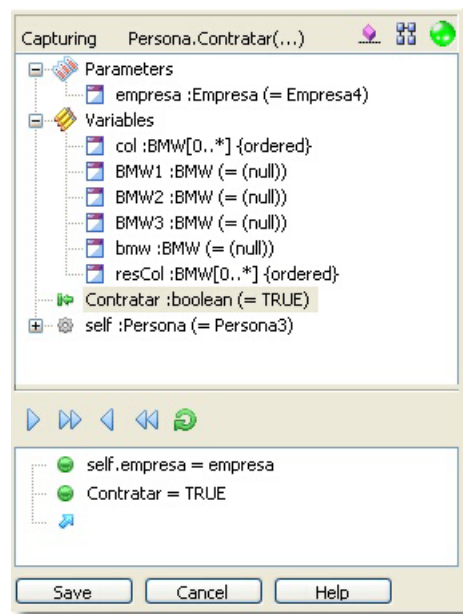 Capturing Persona.Contratar(...)
Parameters
empresa :Empresa (= Empresa4)
Variables
col :BMW[0..*] {ordered}
BMW1 :BMW (= (null))
BMW2 :BMW (= (null))
BMW3 :BMW (= (null))
bmw :BMW (= (null))
resCol :BMW[0..*] {ordered}
Contratar :boolean (= TRUE)
self :Persona (= Persona3)
self.empresa = empresa
Contratar = TRUE
Save Cancel Help